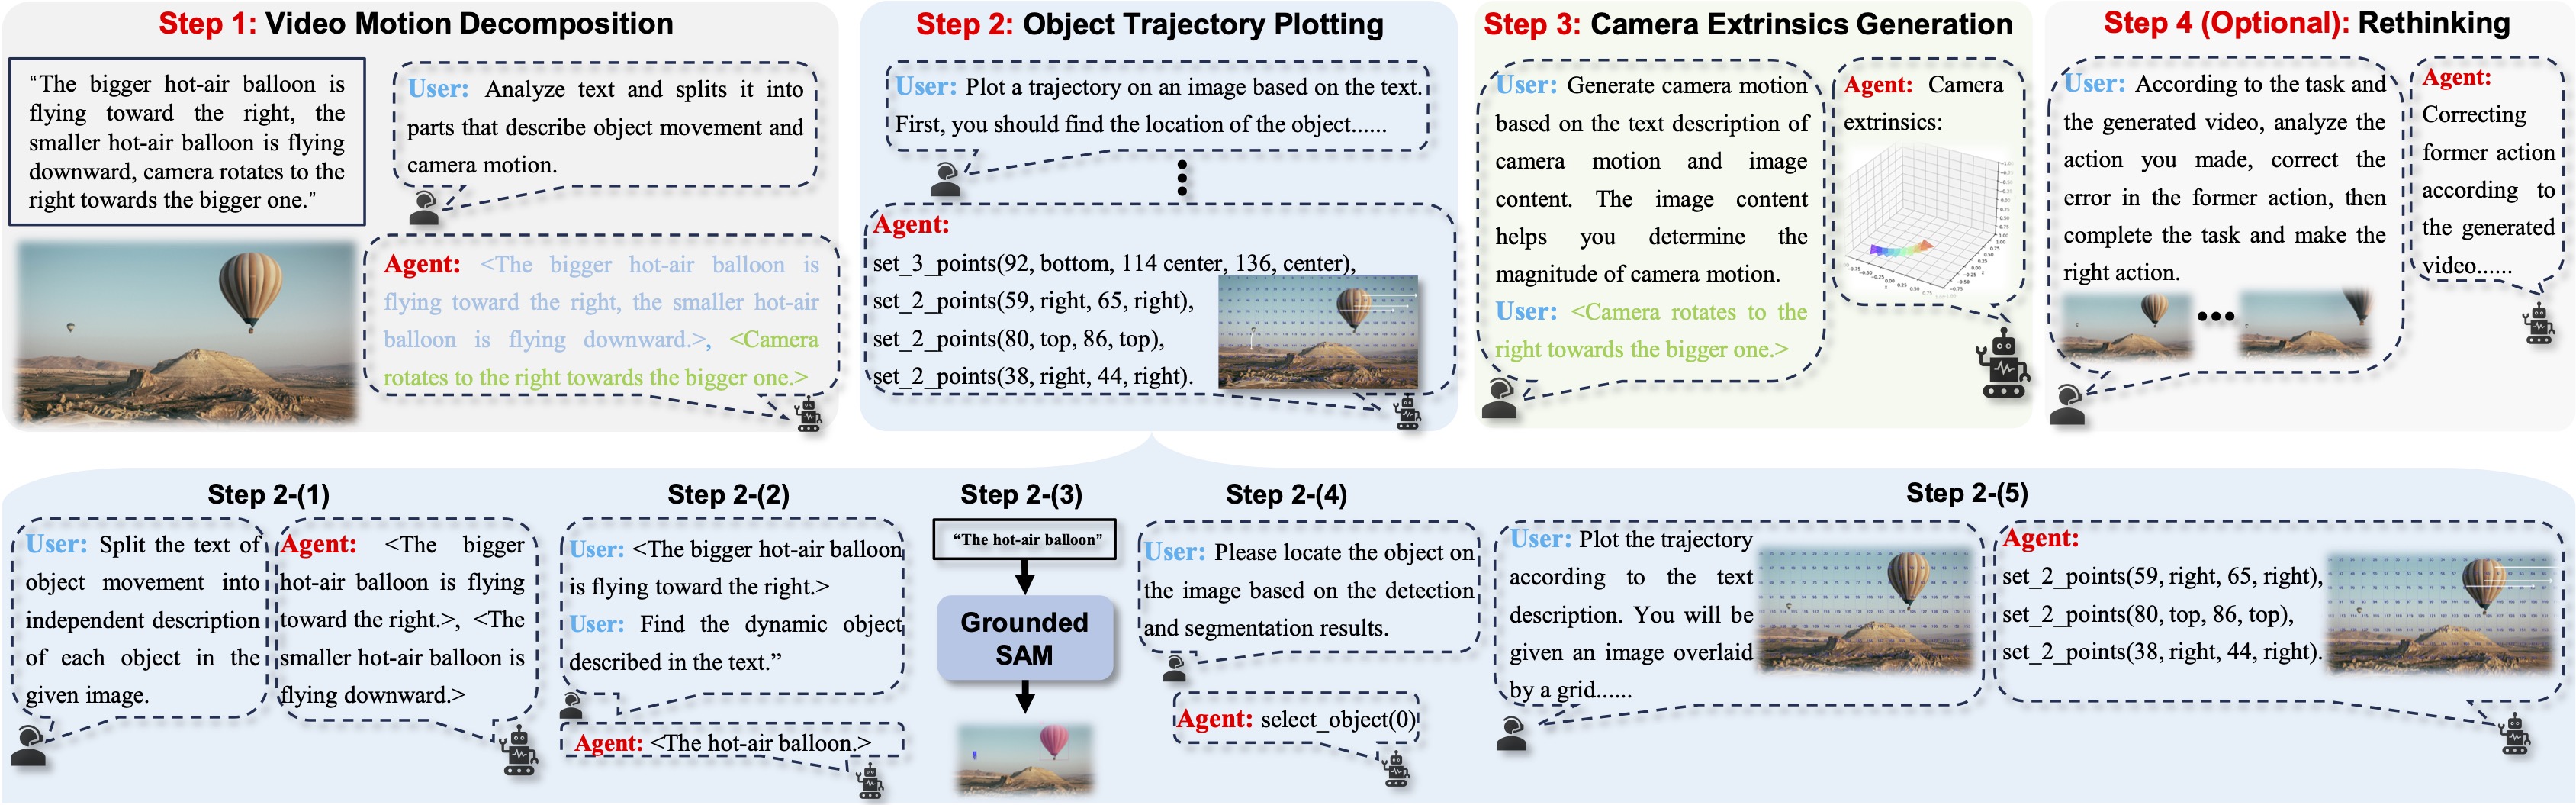 Step 1: Video Motion Decomposition
“The bigger hot-air balloon is
flying toward the right, the
smaller hot-air balloon is flying
downward, camera rotates to the
right towards the bigger one.”
User: Analyze text and splits it into
parts that describe object movement and
camera motion.
Agent: <The bigger hot-air balloon is
flying toward the right, the smaller hot-air
balloon is flying downward.>, <Camera
rotates to the right towards the bigger one.>
Step 2: Object Trajectory Plotting
User: Plot a trajectory on an image based on the text.
First, you should find the location of the object......
Agent:
set_3_points(92, bottom, 114 center, 136, center),
set_2_points(59, right, 65, right),
set_2_points(80, top, 86, top),
set_2_points(38, right, 44, right).
Step 3: Camera Extrinsics Generation
User: Generate camera motion
based on the text description of
camera motion and image
content. The image content
helps you determine the
magnitude of camera motion.
User: <Camera rotates to the
right towards the bigger one.>
Agent: Camera
extrinsics:
Step 4 (Optional): Rethinking
User: According to the task and
the generated video, analyze the
action you made, correct the
error in the former action, then
complete the task and make the
right action.
Agent:
Correcting
former action
according to
the generated
video......
Step 2-(1)
User: Split the text of
object movement into
independent description
of each object in the
given image.
Agent: <The bigger
hot-air balloon is flying
toward the right.>, <The
smaller hot-air balloon is
flying downward.>
Step 2-(2)
User: <The bigger hot-air balloon
is flying toward the right.>
User: Find the dynamic object
described in the text.”
Agent: <The hot-air balloon.>
Step 2-(3)
“The hot-air balloon”
Grounded
SAM
Step 2-(4)
User: Please locate the object on
the image based on the detection
and segmentation results.
Agent: select_object(0)
Step 2-(5)
User: Plot the trajectory
according to the text
description. You will be
given an image overlaid
by a grid......
Agent:
set_2_points(59, right, 65, right),
set_2_points(80, top, 86, top),
set_2_points(38, right, 44, right).